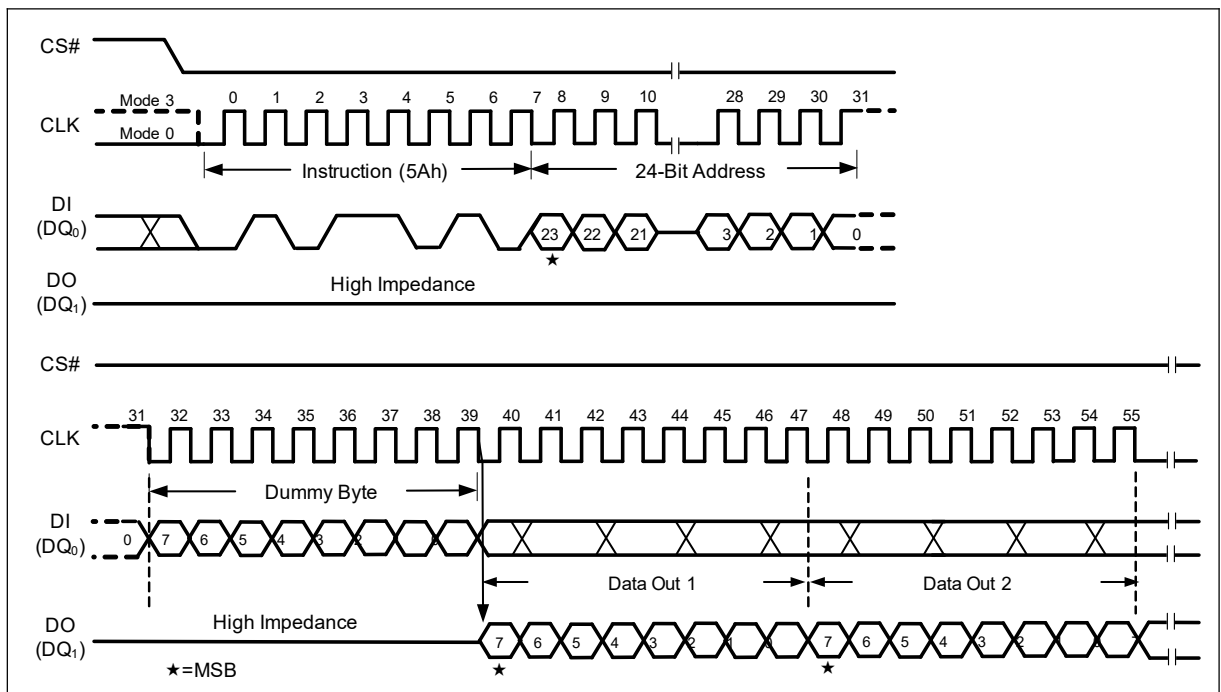 CS#
Mode 3
0 1 2 3 4 5 6 7 8 9 10 28 29 30 31
CLK
Mode 0
Instruction (5Ah) 24-Bit Address
DI
(DQ0)
23 22 21 3 2 1 0
★
DO
(DQ1)
High Impedance
CS#
31 32 33 34 35 36 37 38 39 40 41 42 43 44 45 46 47 48 49 50 51 52 53 54 55
CLK
Dummy Byte
DI
(DQ0)
0 7 6 5 4 3 2
Data Out 1 Data Out 2
DO
(DQ1)
High Impedance
7 6 5 4 3 2 1 0 7 6 5 4 3 2 1
★ ★
★=MSB